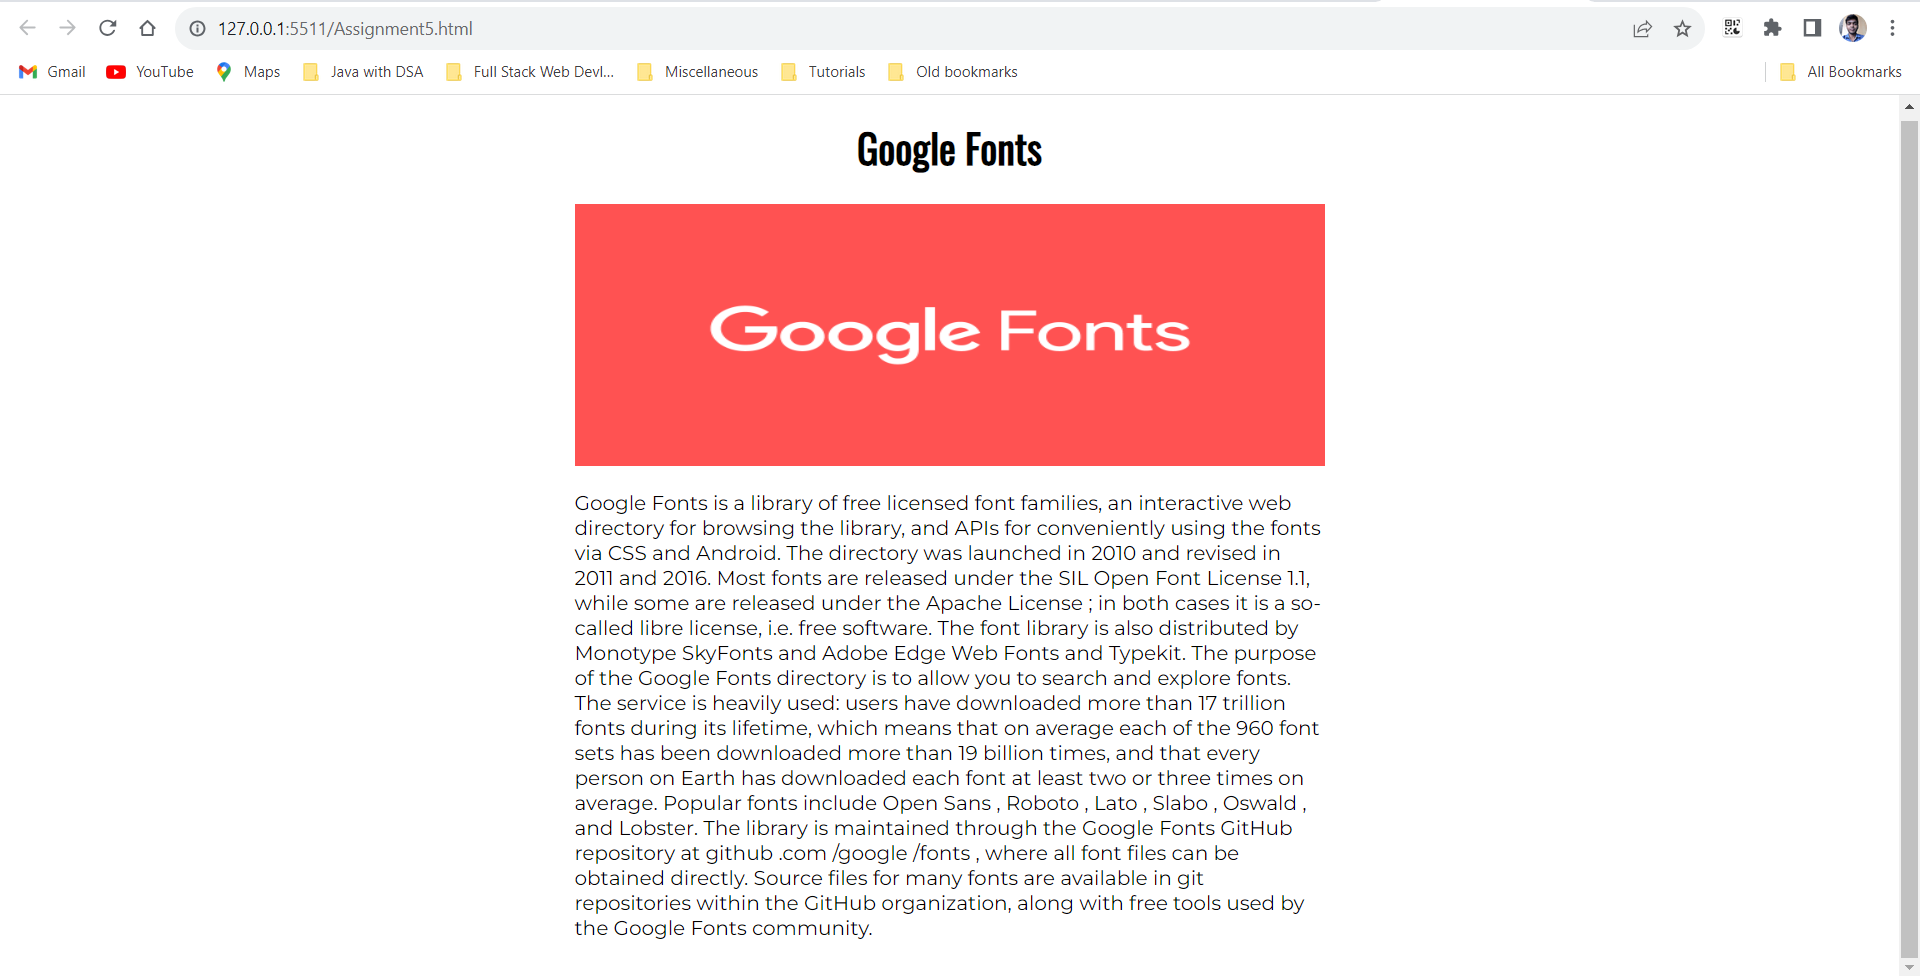 127.0.0.1:5511/Assignment5.html
Gmail YouTube Maps Java with DSA Full Stack Web Devl... Miscellaneous Tutorials Old bookmarks All Bookmarks
Google Fonts
Google Fonts
Google Fonts is a library of free licensed font families, an interactive web
directory for browsing the library, and APIs for conveniently using the fonts
via CSS and Android. The directory was launched in 2010 and revised in
2011 and 2016. Most fonts are released under the SIL Open Font License 1.1,
while some are released under the Apache License ; in both cases it is a so-
called libre license, i.e. free software. The font library is also distributed by
Monotype SkyFonts and Adobe Edge Web Fonts and Typekit. The purpose
of the Google Fonts directory is to allow you to search and explore fonts.
The service is heavily used: users have downloaded more than 17 trillion
fonts during its lifetime, which means that on average each of the 960 font
sets has been downloaded more than 19 billion times, and that every
person on Earth has downloaded each font at least two or three times on
average. Popular fonts include Open Sans , Roboto , Lato , Slabo , Oswald ,
and Lobster. The library is maintained through the Google Fonts GitHub
repository at github .com /google /fonts , where all font files can be
obtained directly. Source files for many fonts are available in git
repositories within the GitHub organization, along with free tools used by
the Google Fonts community.